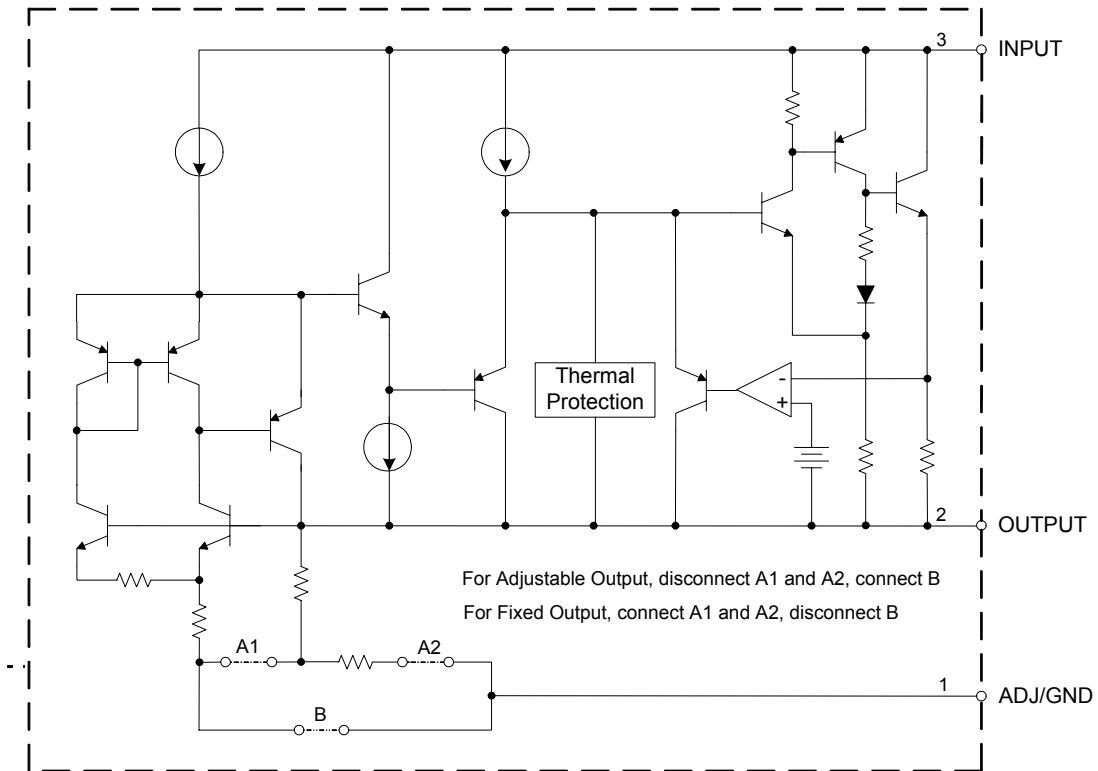 3
INPUT
Thermal
Protection
-
+
2
OUTPUT
For Adjustable Output, disconnect A1 and A2, connect B
For Fixed Output, connect A1 and A2, disconnect B
A1
A2
1
ADJ/GND
B